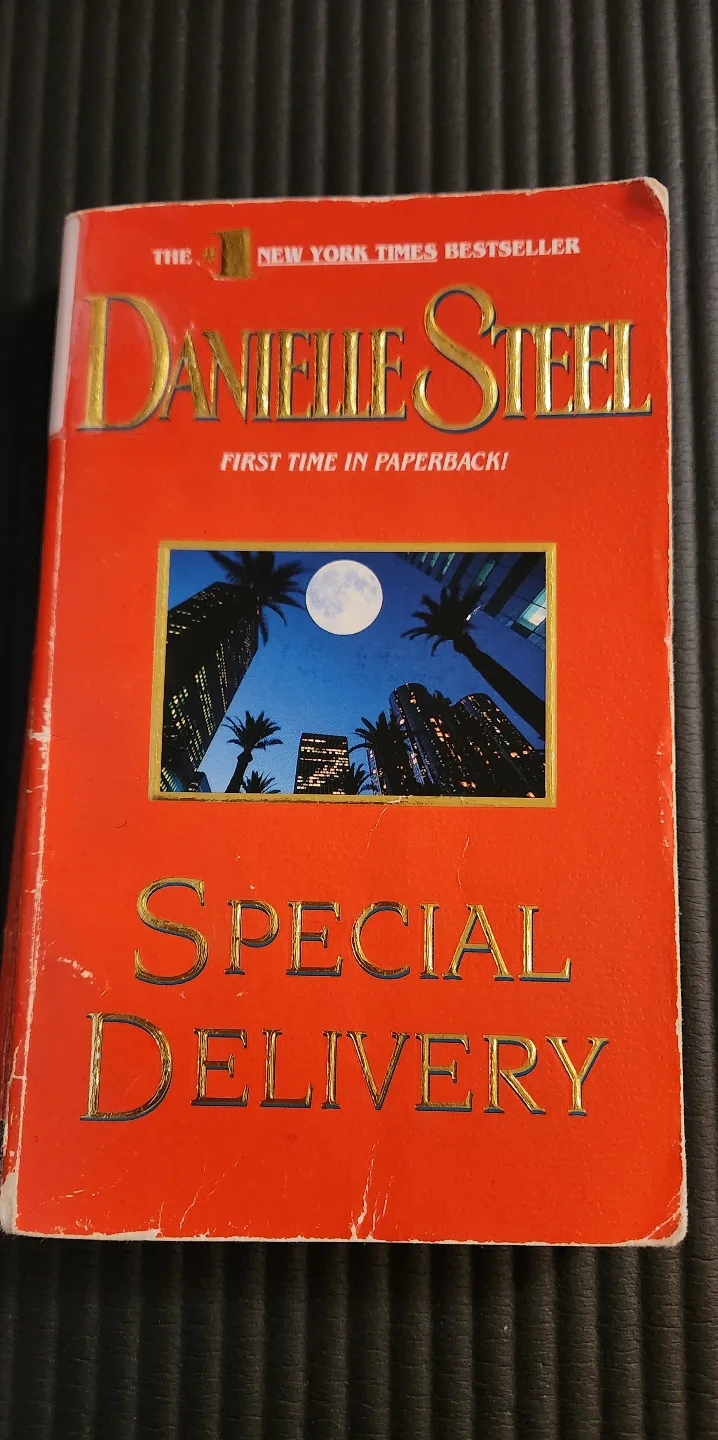 THE #1 NEW YORK TIMES BESTSELLER
DANIELLE STEEL
FIRST TIME IN PAPERBACK!
SPECIAL
DELIVERY